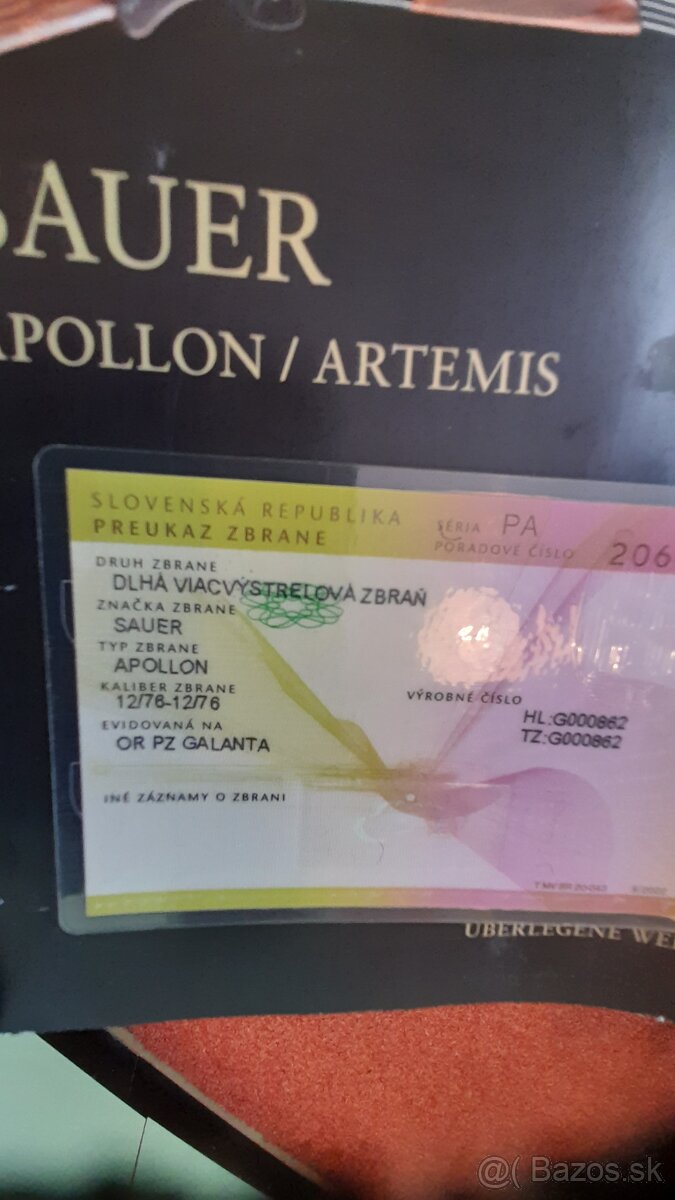 SAUER
APOLLON / ARTEMIS
SLOVENSKÁ REPUBLIKA
PREUKAZ ZBRANE
SÉRIA PA
PORADOVÉ ČÍSLO 206
DRUH ZBRANE
DLHÁ VIACVÝSTRELOVÁ ZBRAŇ
ZNAČKA ZBRANE
SAUER
TYP ZBRANE
APOLLON
KALIBER ZBRANE
12/76-12/76
VÝROBNÉ ČÍSLO
HL:G000862
TZ:G000862
EVIDOVANÁ NA
OR PZ GALANTA
INÉ ZÁZNAMY O ZBRANI
ÜBERLEGENE
@( Bazos.sk